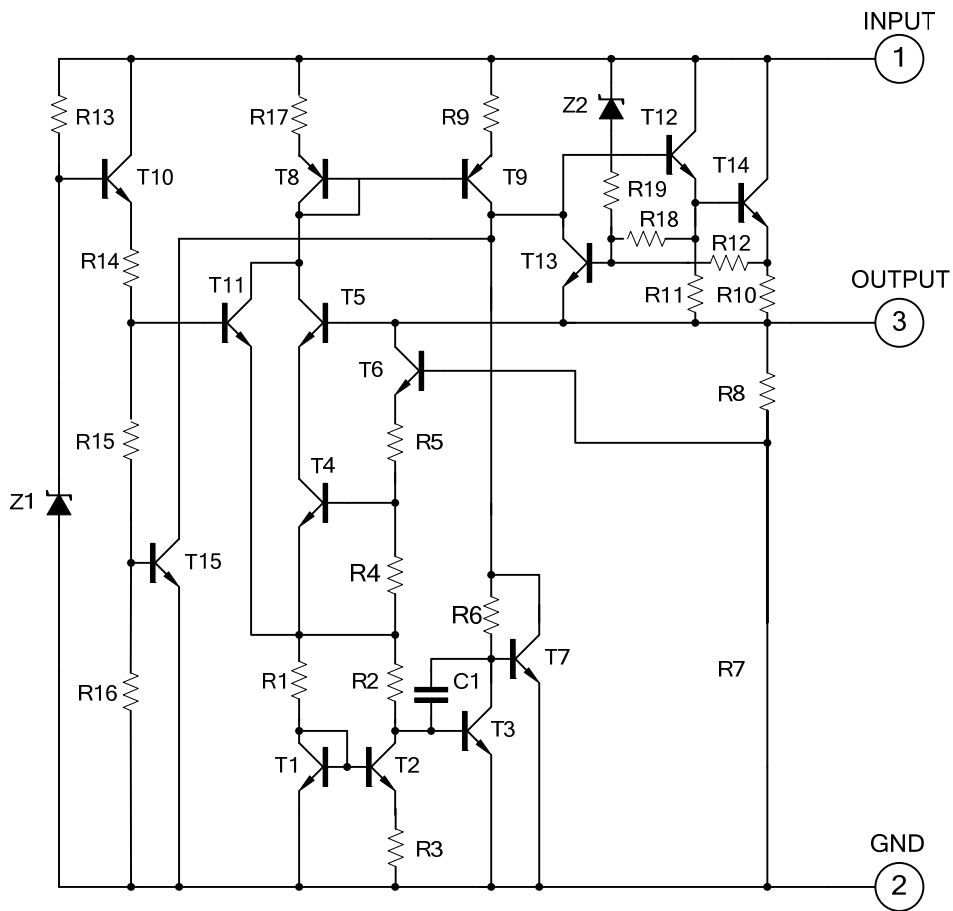 INPUT
1
R13
R17
R9
Z2
T12
T10
T8
T9
T14
R19
R18
R14
T13
R12
T11
T5
R11
R10
OUTPUT
3
T6
R8
R15
R5
T4
Z1
T15
R4
R6
T7
R16
R1
R2
C1
R7
T3
T1
T2
R3
GND
2